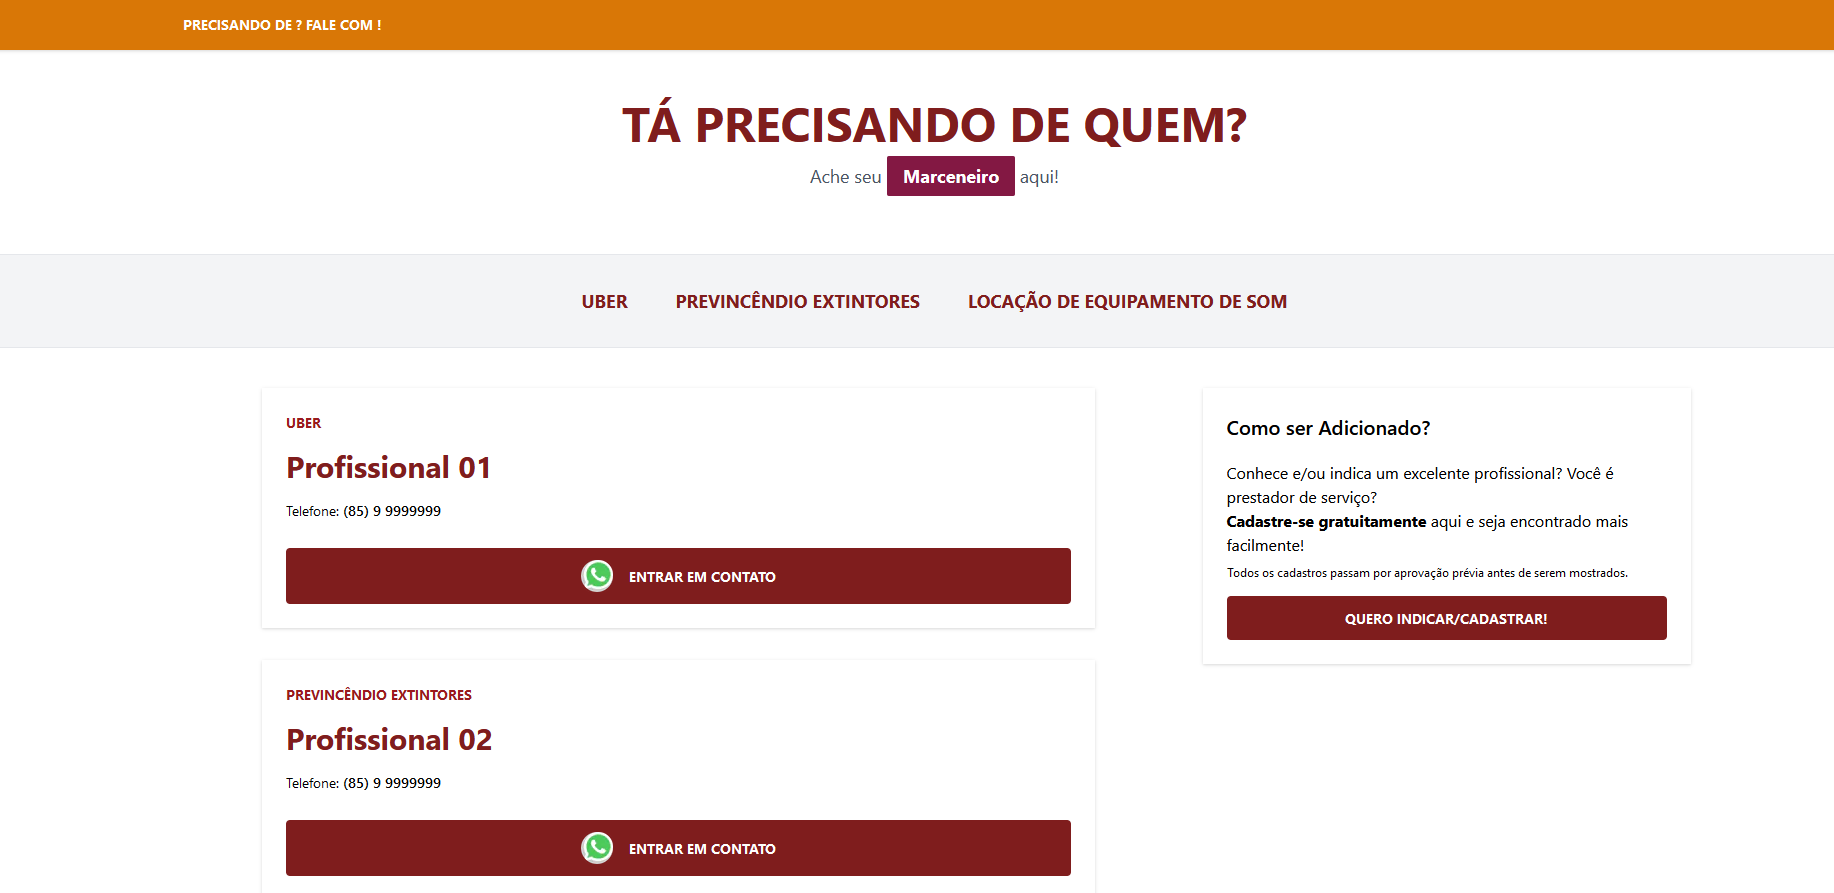 PRECISANDO DE ? FALE COM !
TÁ PRECISANDO DE QUEM?
Ache seu Marceneiro aqui!
UBER PREVINCÊNDIO EXTINTORES LOCAÇÃO DE EQUIPAMENTO DE SOM
UBER
Profissional 01
Telefone: (85) 9 9999999
ENTRAR EM CONTATO
PREVINCÊNDIO EXTINTORES
Profissional 02
Telefone: (85) 9 9999999
ENTRAR EM CONTATO
Como ser Adicionado?
Conhece e/ou indica um excelente profissional? Você é
prestador de serviço?
Cadastre-se gratuitamente aqui e seja encontrado mais
facilmente!
Todos os cadastros passam por aprovação prévia antes de serem mostrados.
QUERO INDICAR/CADASTRAR!